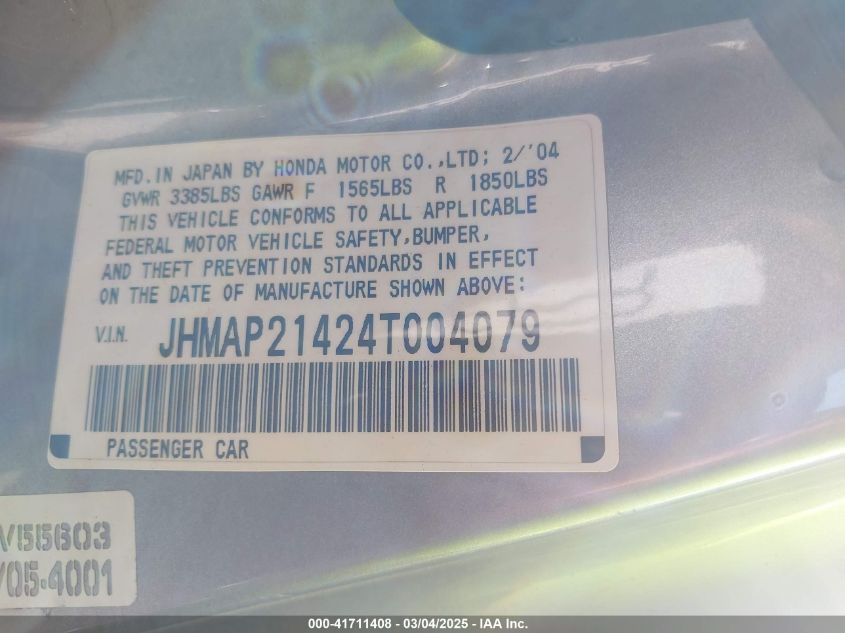 MFD. IN JAPAN BY HONDA MOTOR CO.,LTD; 2/'04
GVWR 3385LBS GAWR F 1565LBS R 1850LBS
THIS VEHICLE CONFORMS TO ALL APPLICABLE
FEDERAL MOTOR VEHICLE SAFETY,BUMPER,
AND THEFT PREVENTION STANDARDS IN EFFECT
ON THE DATE OF MANUFACTURE SHOWN ABOVE:
V.I.N. JHMAP21424T004079
PASSENGER CAR
V55603
/05-4001
000-41711408 - 03/04/2025 - IAA Inc.